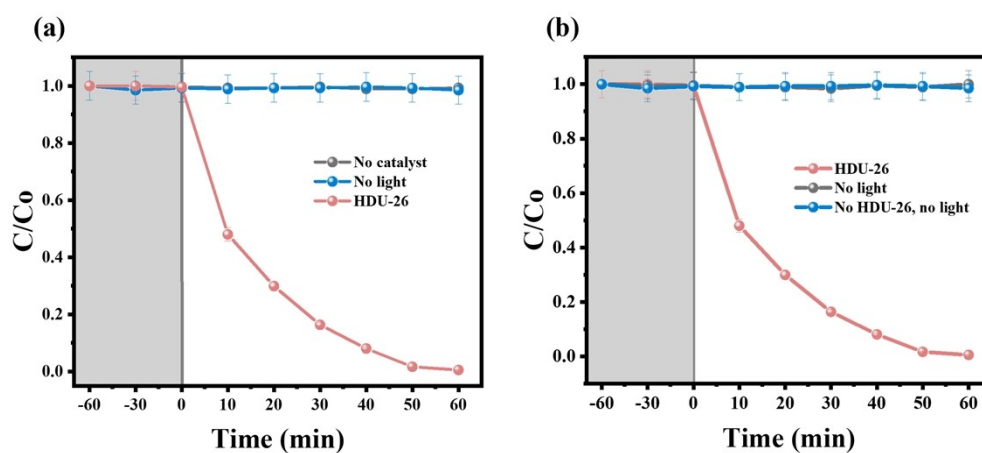 (a)
C/Co
1.0
0.8
0.6
0.4
0.2
0.0
No catalyst
No light
HDU-26
-60 -30 0 10 20 30 40 50 60
Time (min)
(b)
C/Co
1.0
0.8
0.6
0.4
0.2
0.0
HDU-26
No light
No HDU-26, no light
-60 -30 0 10 20 30 40 50 60
Time (min)